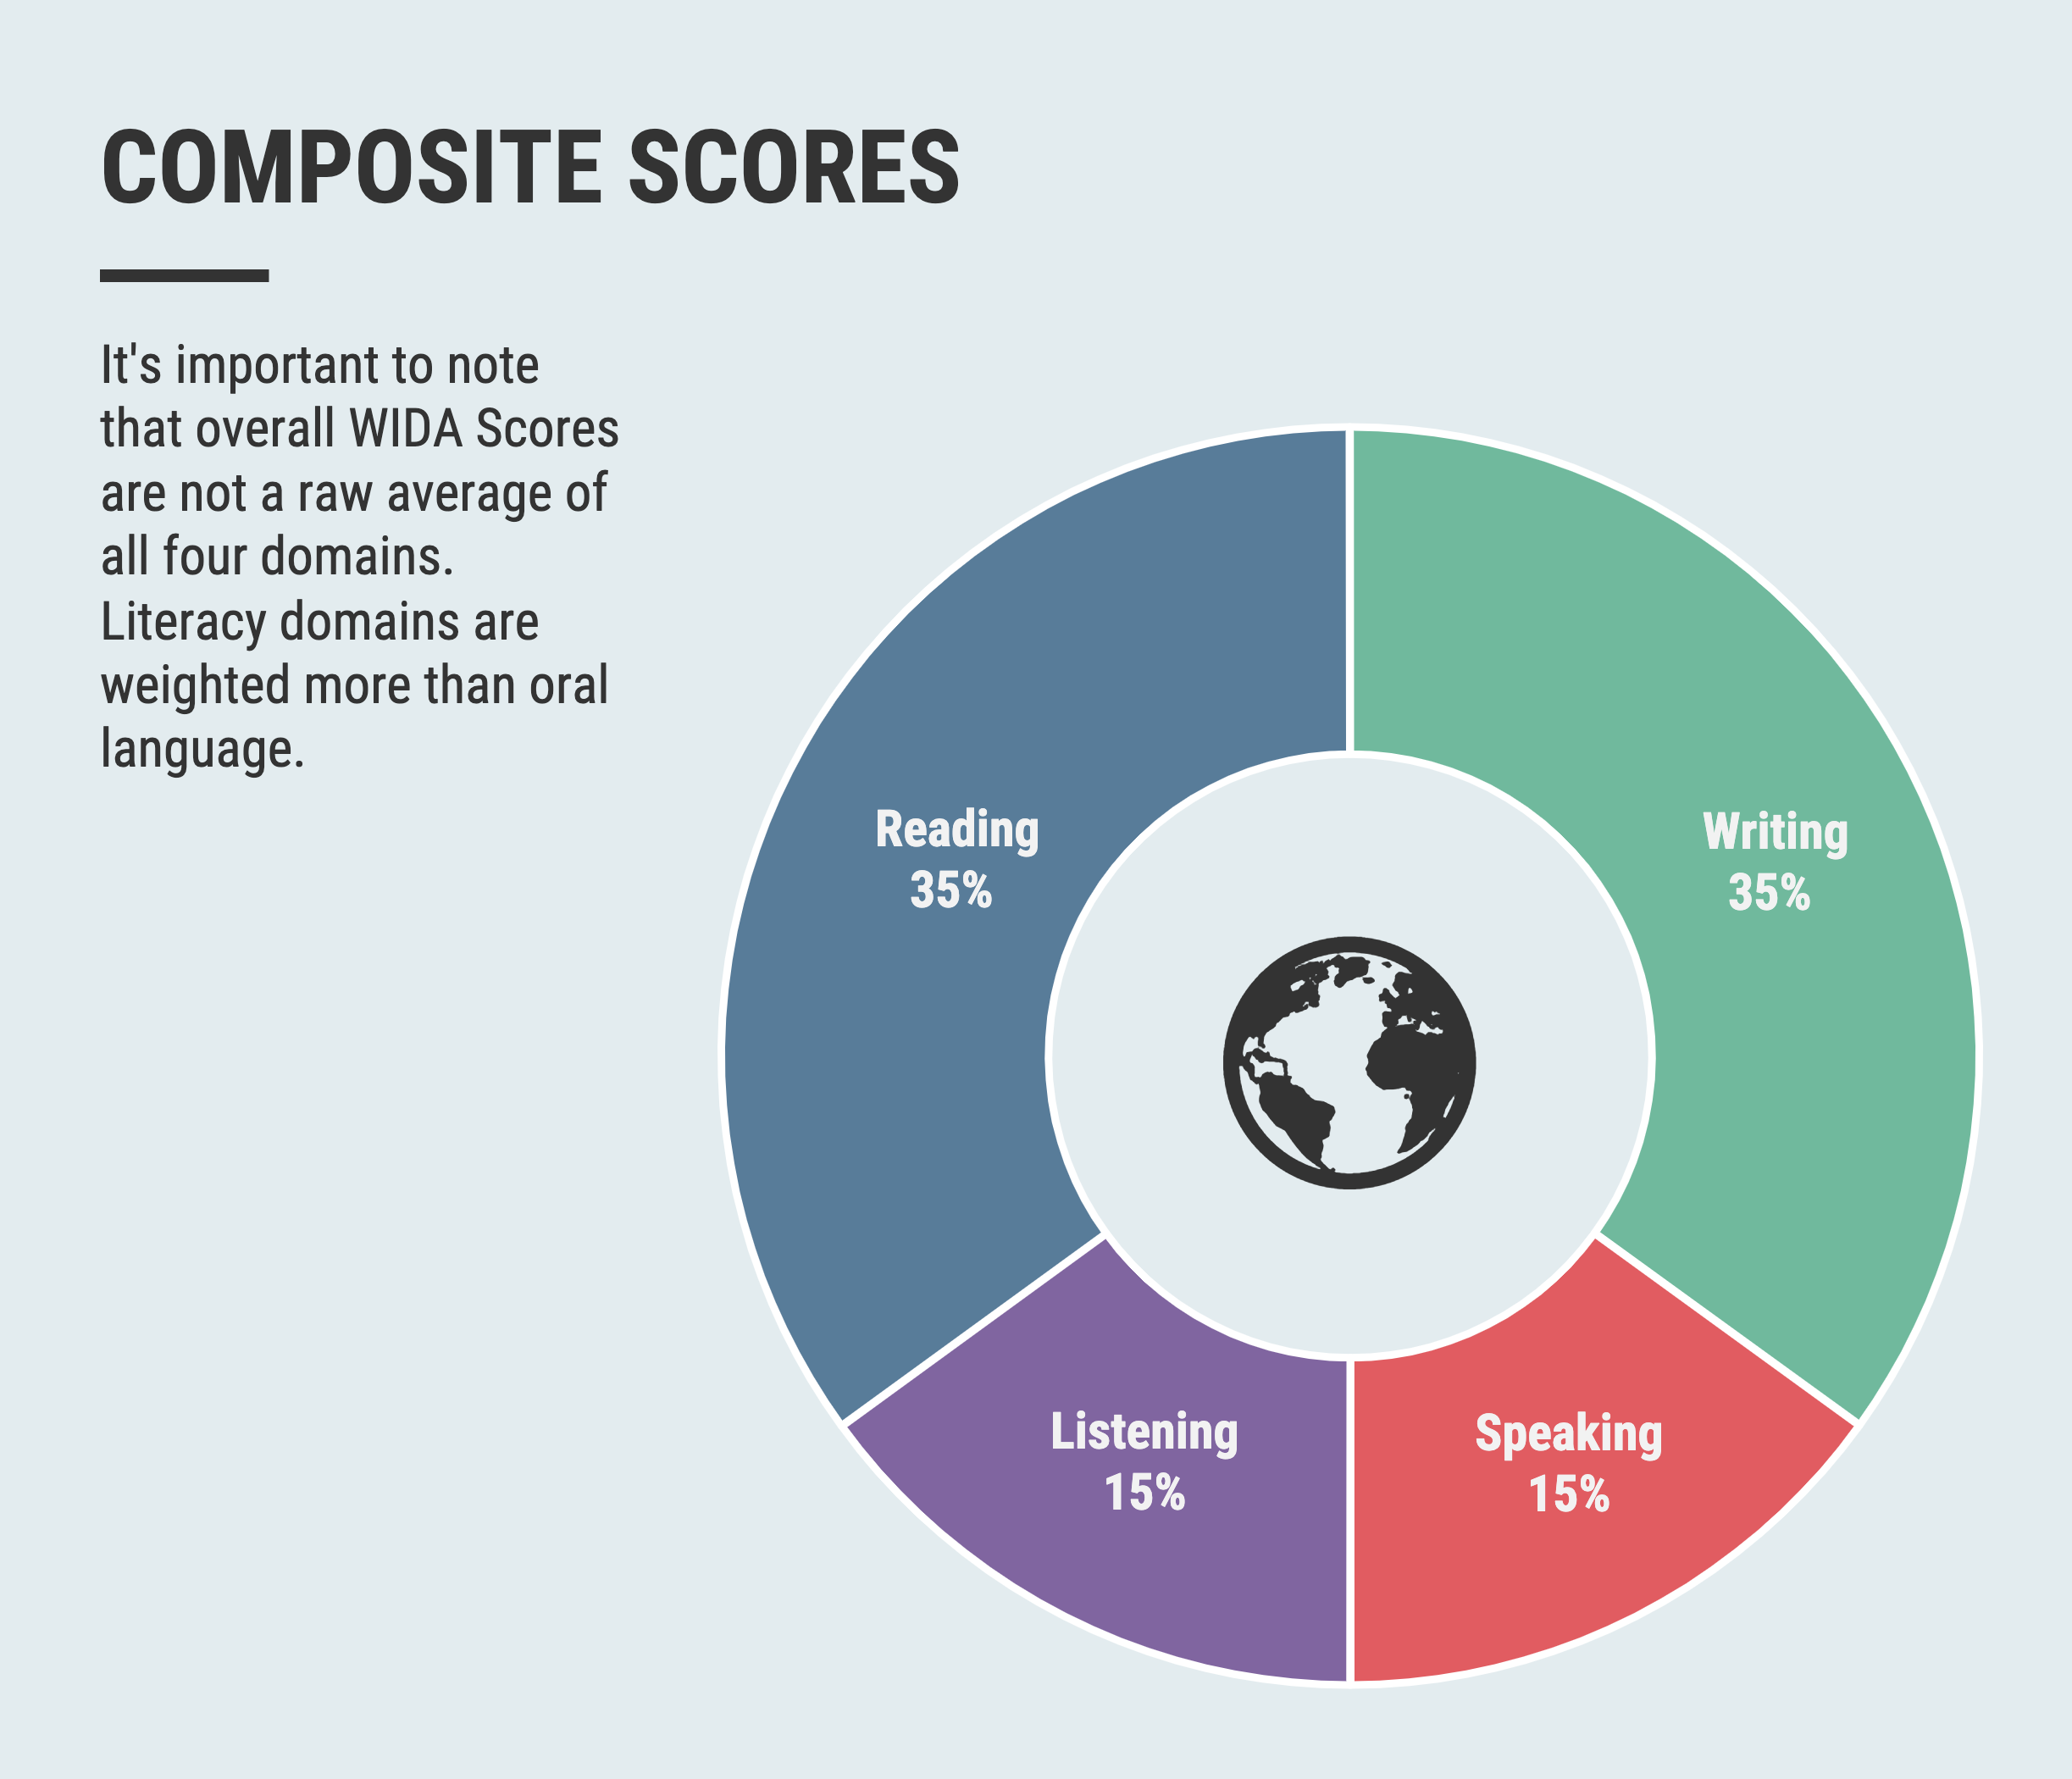 COMPOSITE SCORES
It's important to note
that overall WIDA Scores
are not a raw average of
all four domains.
Literacy domains are
weighted more than oral
language.
Reading
35%
Writing
35%
Listening
15%
Speaking
15%